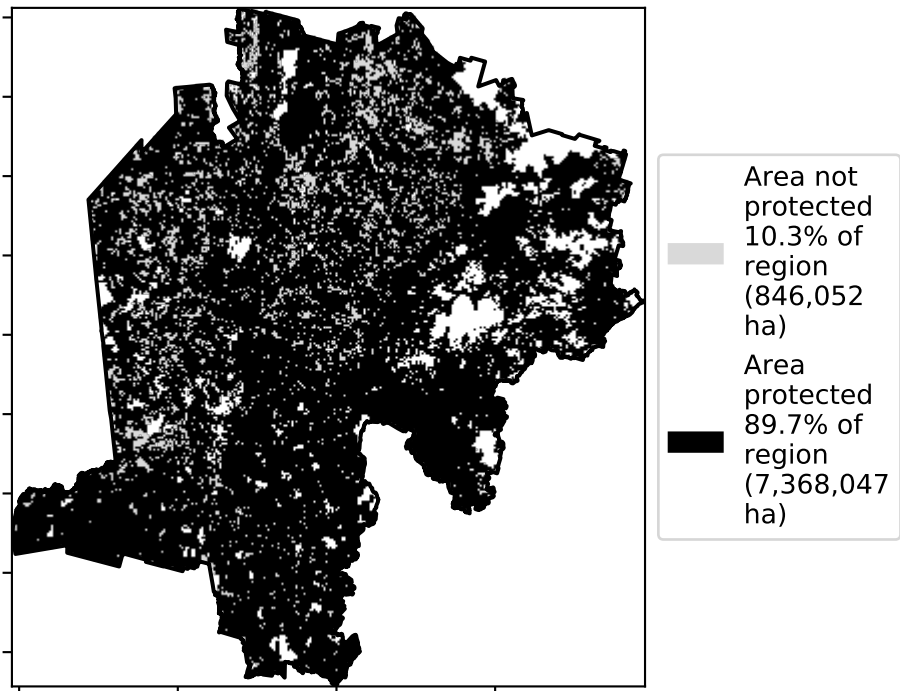 Area not
protected
10.3% of
region
(846,052
ha)
Area
protected
89.7% of
region
(7,368,047
ha)